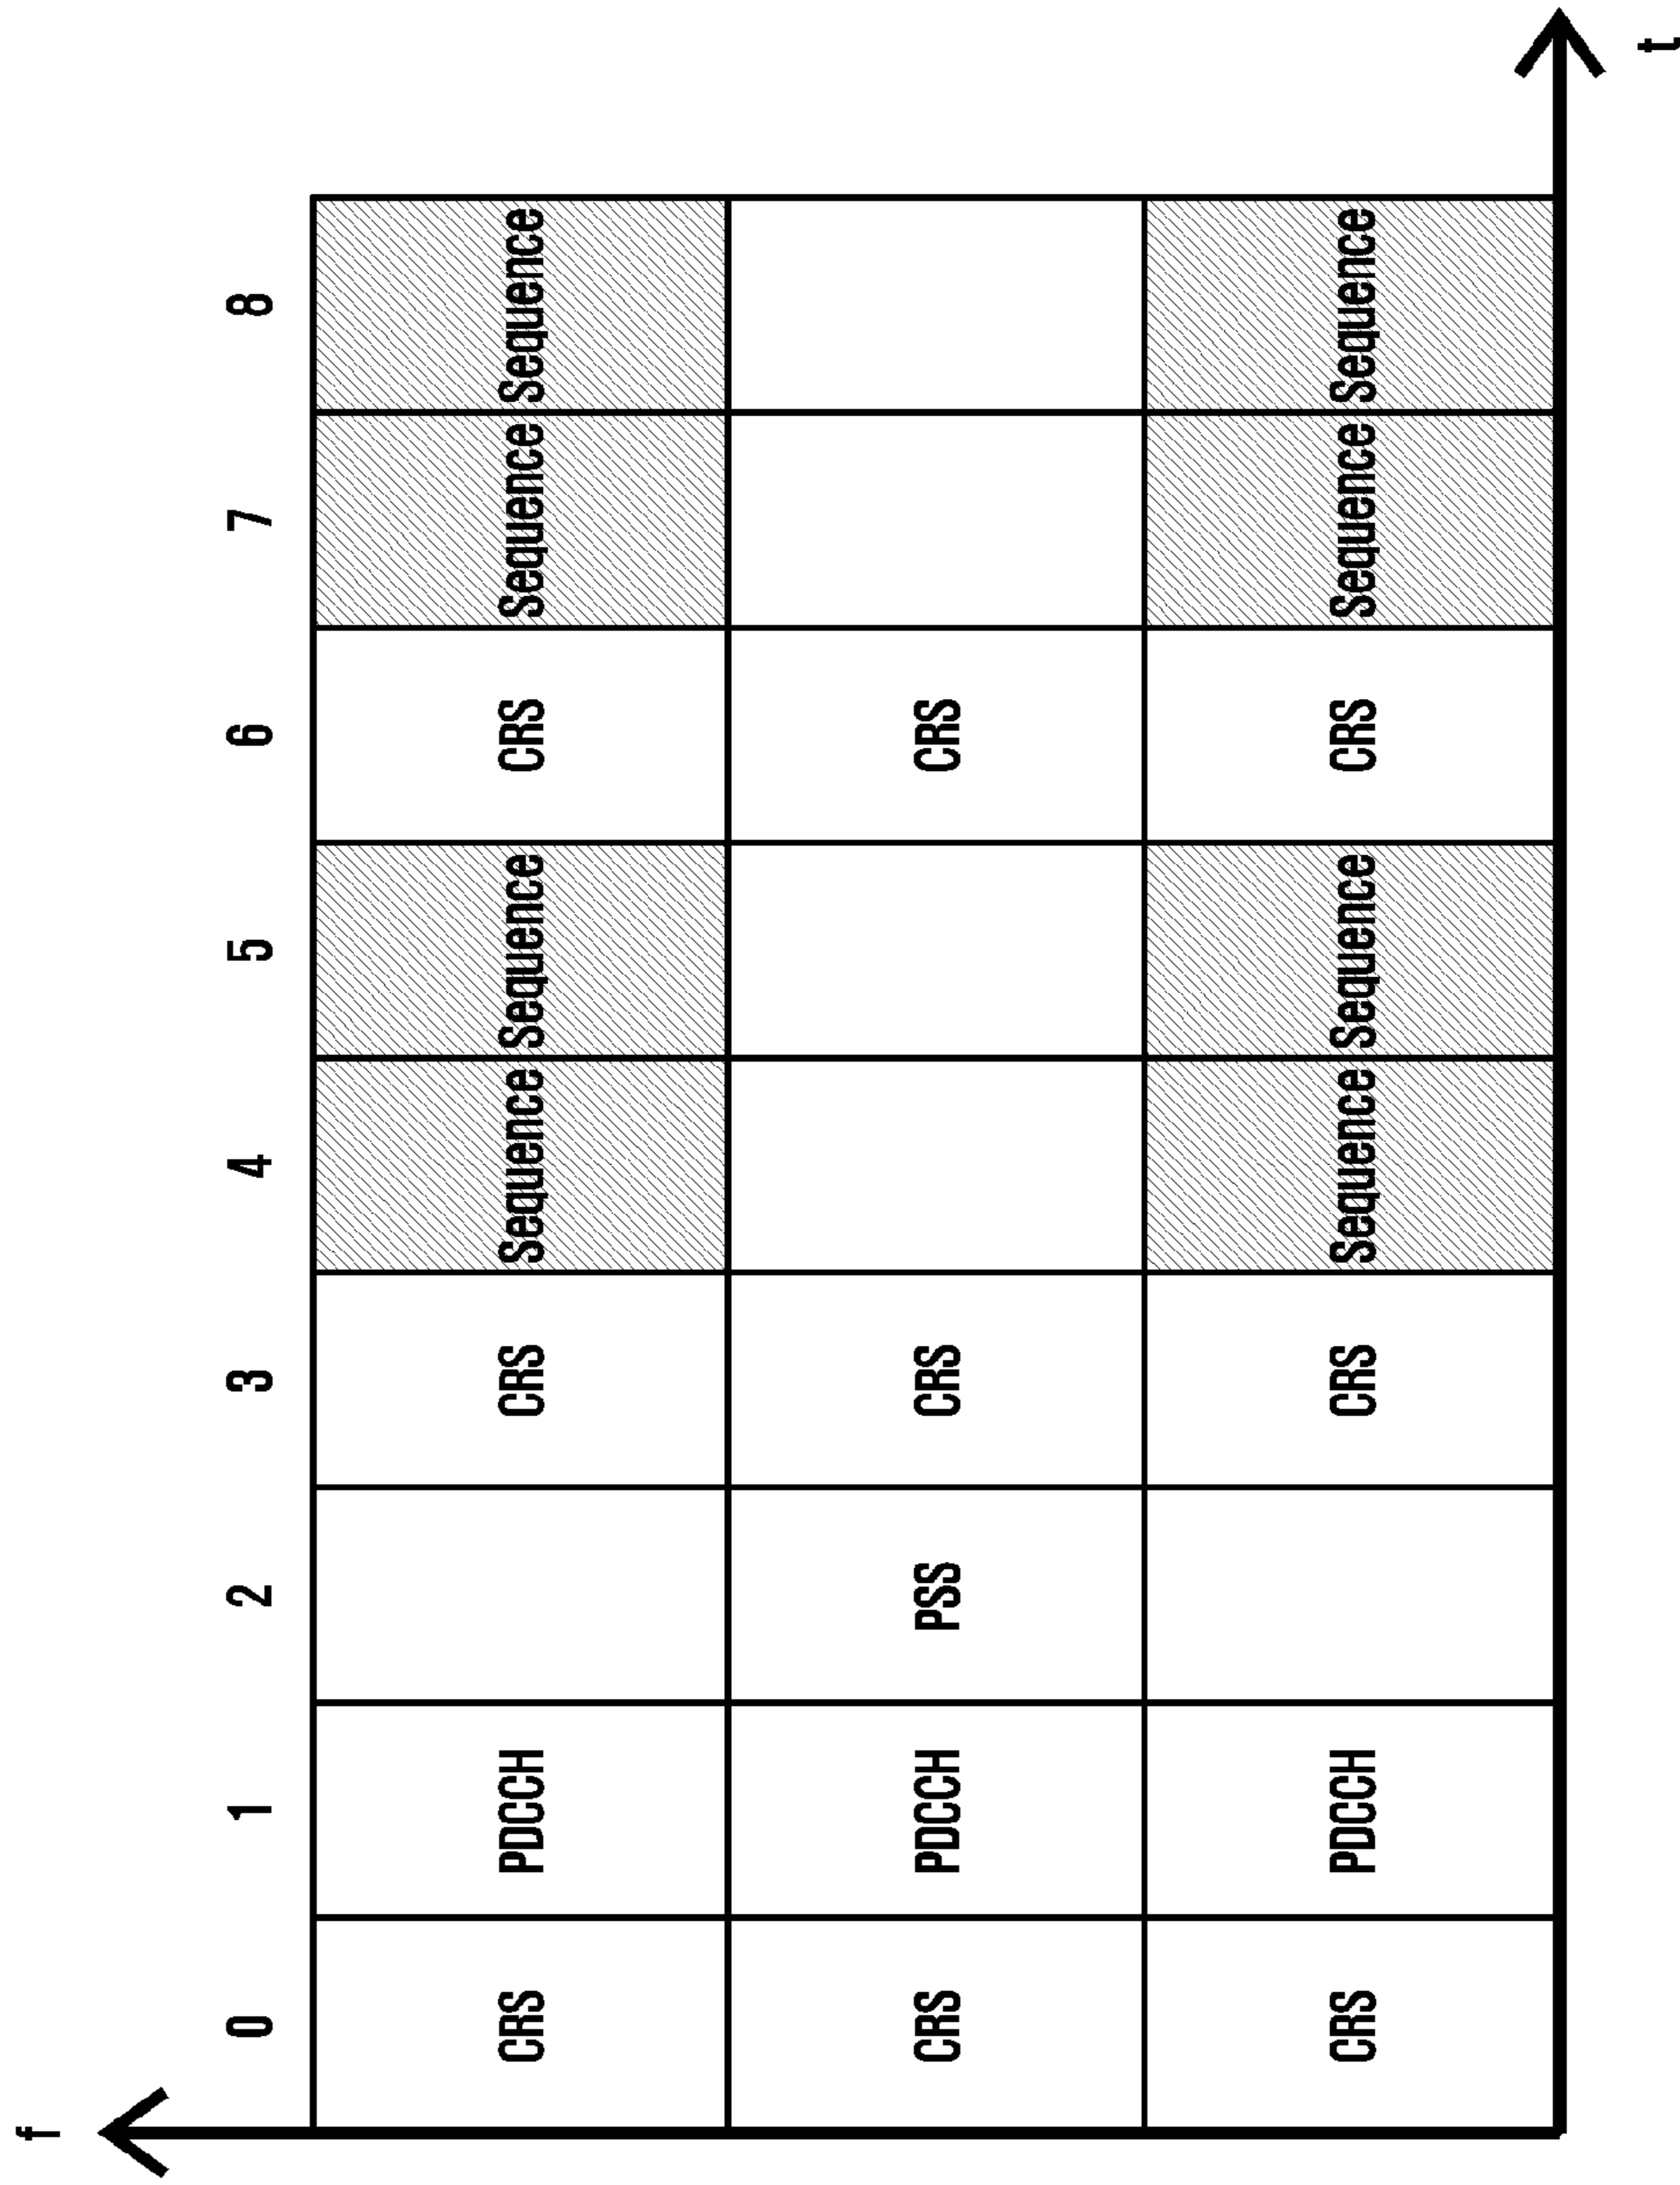 f
0 1 2 3 4 5 6 7 8
CRS PDCCH CRS Sequence Sequence CRS Sequence Sequence
CRS PDCCH PSS CRS CRS
CRS PDCCH CRS Sequence Sequence CRS Sequence Sequence
t